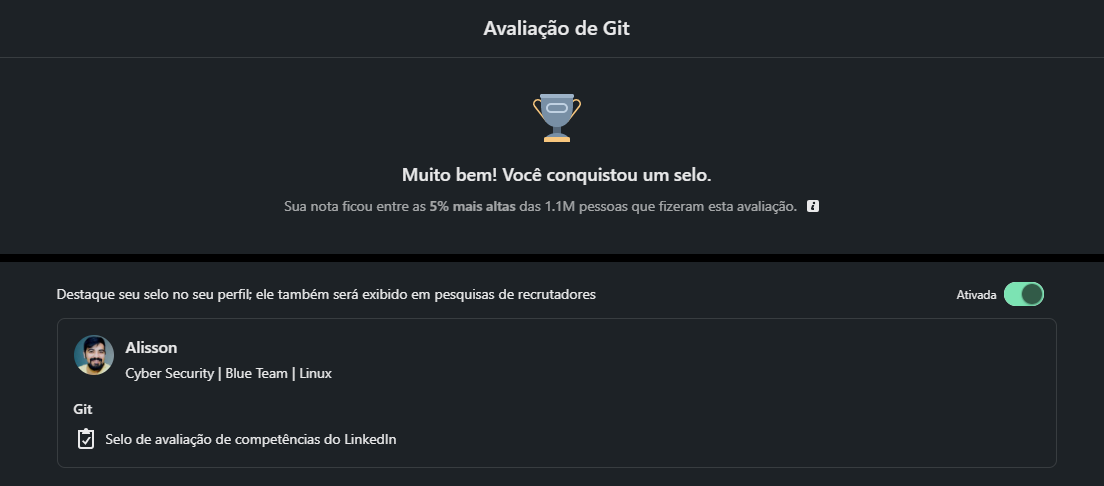 Avaliação de Git
Muito bem! Você conquistou um selo.
Sua nota ficou entre as 5% mais altas das 1.1M pessoas que fizeram esta avaliação.
Destaque seu selo no seu perfil; ele também será exibido em pesquisas de recrutadores
Ativada
Alisson
Cyber Security | Blue Team | Linux
Git
Selo de avaliação de competências do LinkedIn